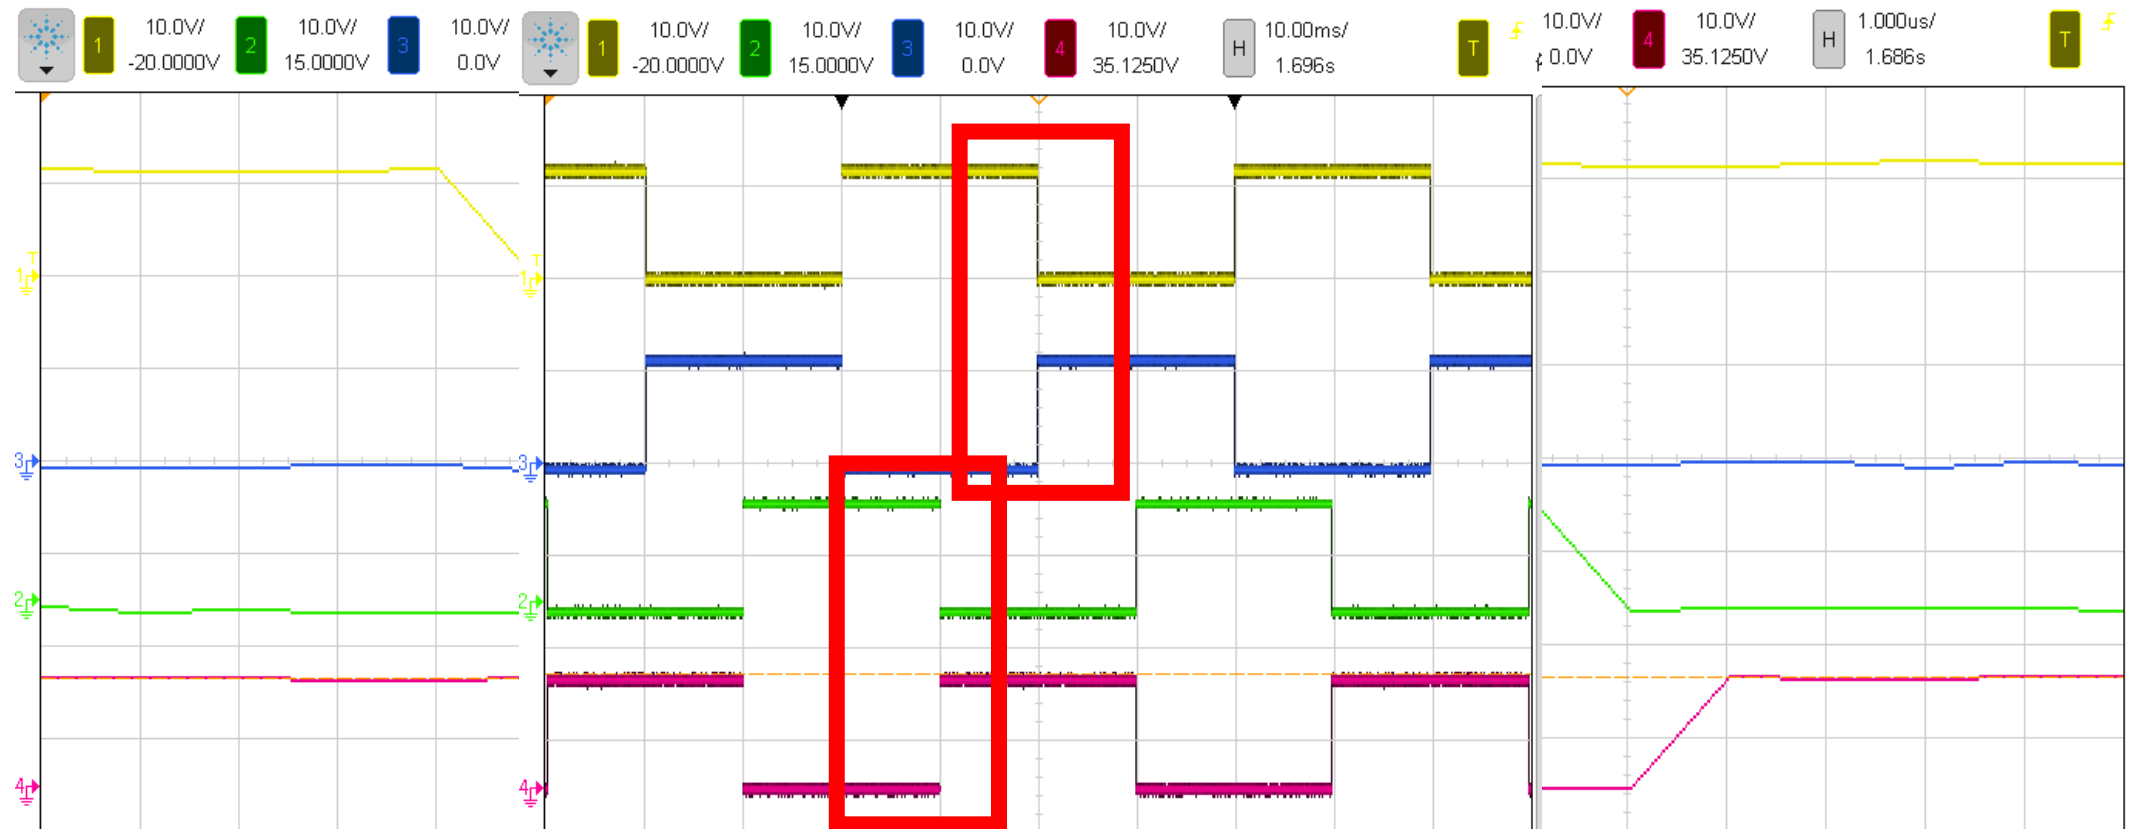 1 10.0V/ 2 10.0V/ 3 10.0V/
-20.0000V 15.0000V 0.0V
1 10.0V/ 2 10.0V/ 3 10.0V/ 4 10.0V/ H 10.00ms/ T
-20.0000V 15.0000V 0.0V 35.1250V 1.696s
10.0V/ 4 10.0V/ H 1.000us/ T
0.0V 35.1250V 1.686s
T
1
3
2
4
T
1
3
2
4